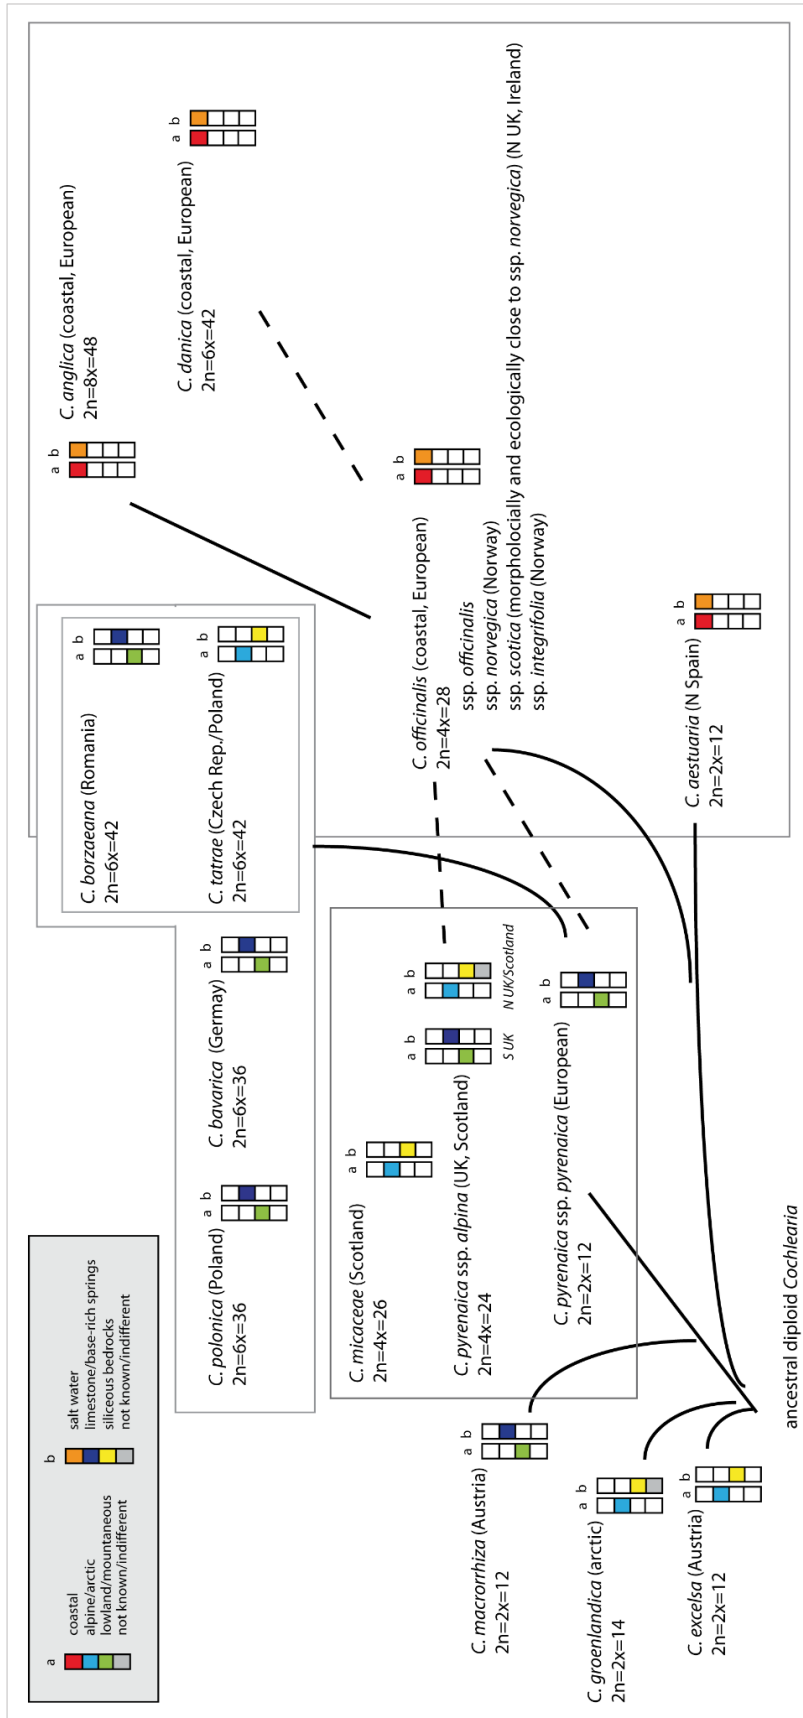 a
coastal
alpine/arctic
lowland/mountaneous
not known/indifferent
b
salt water
limestone/base-rich springs
siliceous bedrocks
not known/indifferent
C. polonica (Poland)
2n=6x=36
a b
C. bavarica (Germay)
2n=6x=36
a b
C. borzaeana (Romania)
2n=6x=42
a b
C. tatrae (Czech Rep./Poland)
2n=6x=42
a b
C. anglica (coastal, European)
2n=8x=48
a b
C. danica (coastal, European)
2n=6x=42
a b
C. micaceae (Scotland)
2n=4x=26
a b
C. pyrenaica ssp. alpina (UK, Scotland)
2n=4x=24
a b
S UK
a b
N UK/Scotland
C. pyrenaica ssp. pyrenaica (European)
2n=2x=12
a b
C. officinalis (coastal, European)
2n=4x=28
a b
ssp. officinalis
ssp. norvegica (Norway)
ssp. scotica (morpholocially and ecologically close to ssp. norvegica) (N UK, Ireland)
ssp. integrifolia (Norway)
C. macrorrhiza (Austria)
2n=2x=12
a b
C. groenlandica (arctic)
2n=2x=14
a b
C. excelsa (Austria)
2n=2x=12
a b
C. aestuaria (N Spain)
2n=2x=12
a b
ancestral diploid Cochlearia